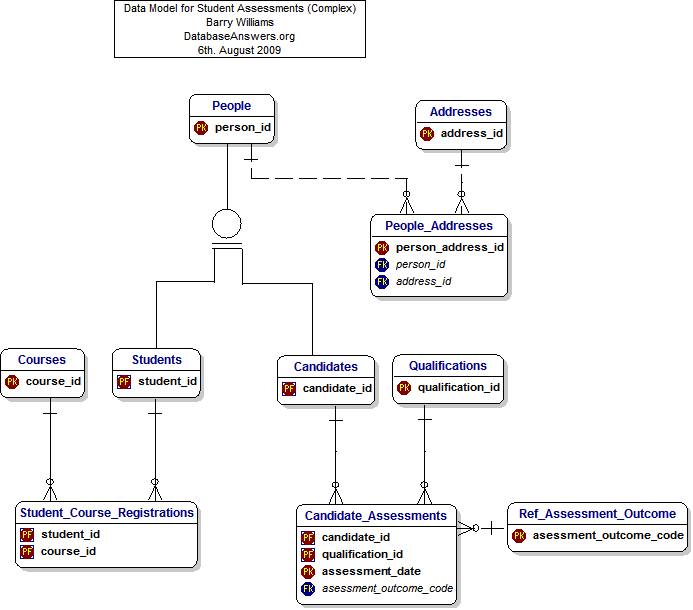 Data Model for Student Assessments (Complex)
Barry Williams
DatabaseAnswers.org
6th. August 2009
People
PK person_id
Addresses
PK address_id
People_Addresses
PK person_address_id
FK person_id
FK address_id
Courses
PK course_id
Students
PF student_id
Candidates
PF candidate_id
Qualifications
PK qualification_id
Student_Course_Registrations
PF student_id
PF course_id
Candidate_Assessments
PF candidate_id
PF qualification_id
PK assessment_date
FK asessment_outcome_code
Ref_Assessment_Outcome
PK asessment_outcome_code